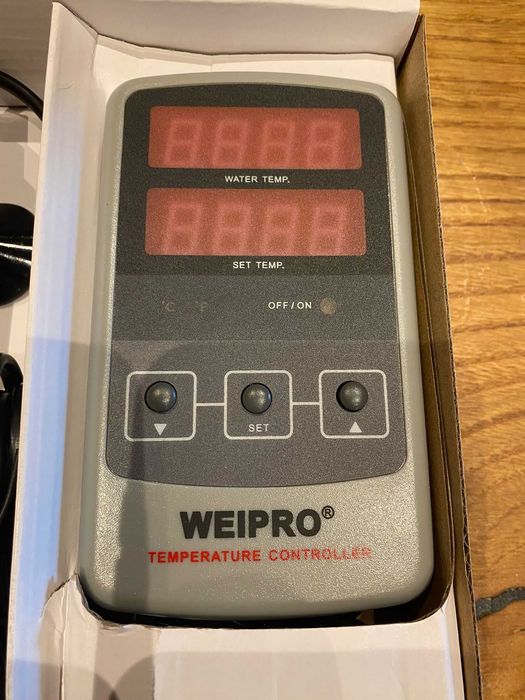 WATER TEMP.
SET TEMP.
°C °F OFF/ON
▼ SET ▲
WEIPRO®
TEMPERATURE CONTROLLER